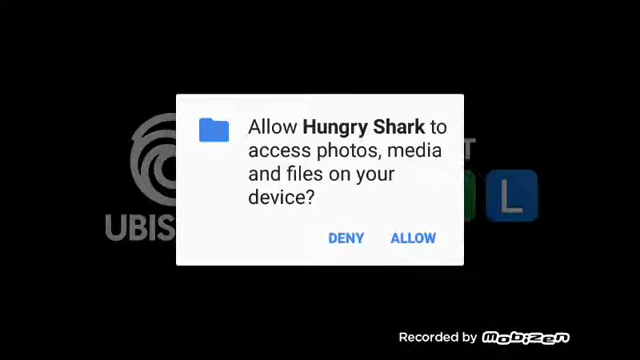 Allow Hungry Shark to
access photos, media
and files on your
device?
DENY ALLOW
UBIS
T
L
Recorded by mobizen